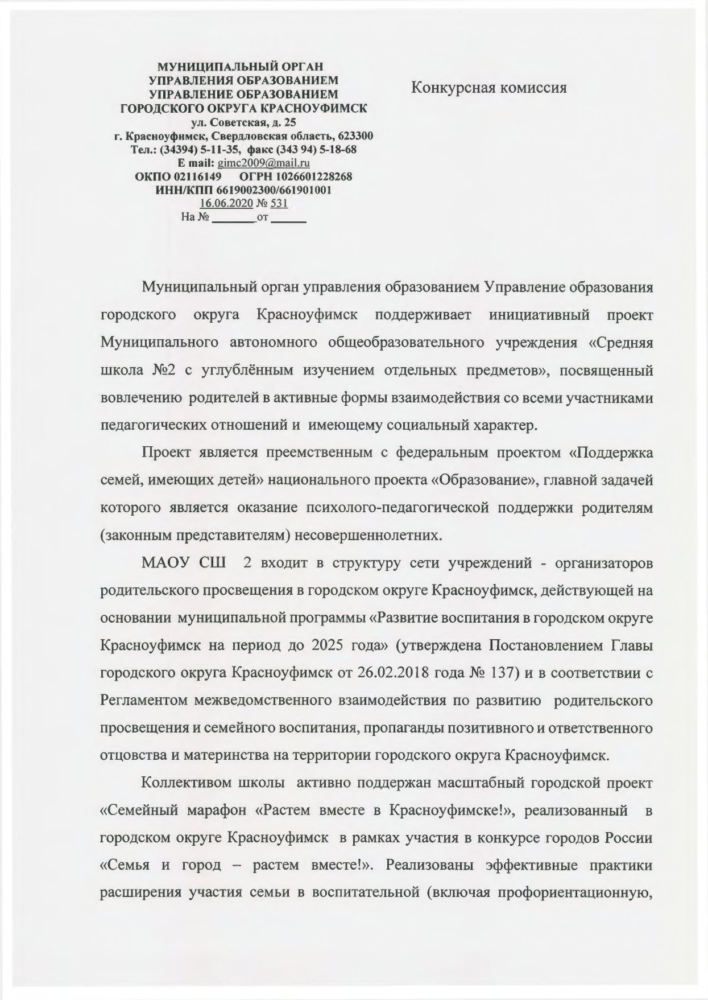 МУНИЦИПАЛЬНЫЙ ОРГАН
УПРАВЛЕНИЯ ОБРАЗОВАНИЕМ
УПРАВЛЕНИЕ ОБРАЗОВАНИЕМ
ГОРОДСКОГО ОКРУГА КРАСНОУФИМСК
ул. Советская, д. 25
г. Красноуфимск, Свердловская область, 623300
Тел.: (34394) 5-11-35, факс (343 94) 5-18-68
E mail: gimc2009@mail.ru
ОКПО 02116149 ОГРН 1026601228268
ИНН/КПП 6619002300/661901001
16.06.2020 № 531
На № ________от ______
Конкурсная комиссия
Муниципальный орган управления образованием Управление образования
городского округа Красноуфимск поддерживает инициативный проект
Муниципального автономного общеобразовательного учреждения «Средняя
школа №2 с углублённым изучением отдельных предметов», посвященный
вовлечению родителей в активные формы взаимодействия со всеми участниками
педагогических отношений и имеющему социальный характер.
Проект является преемственным с федеральным проектом «Поддержка
семей, имеющих детей» национального проекта «Образование», главной задачей
которого является оказание психолого-педагогической поддержки родителям
(законным представителям) несовершеннолетних.
МАОУ СШ 2 входит в структуру сети учреждений - организаторов
родительского просвещения в городском округе Красноуфимск, действующей на
основании муниципальной программы «Развитие воспитания в городском округе
Красноуфимск на период до 2025 года» (утверждена Постановлением Главы
городского округа Красноуфимск от 26.02.2018 года № 137) и в соответствии с
Регламентом межведомственного взаимодействия по развитию родительского
просвещения и семейного воспитания, пропаганды позитивного и ответственного
отцовства и материнства на территории городского округа Красноуфимск.
Коллективом школы активно поддержан масштабный городской проект
«Семейный марафон «Растем вместе в Красноуфимске!», реализованный в
городском округе Красноуфимск в рамках участия в конкурсе городов России
«Семья и город – растем вместе!». Реализованы эффективные практики
расширения участия семьи в воспитательной (включая профориентационную,